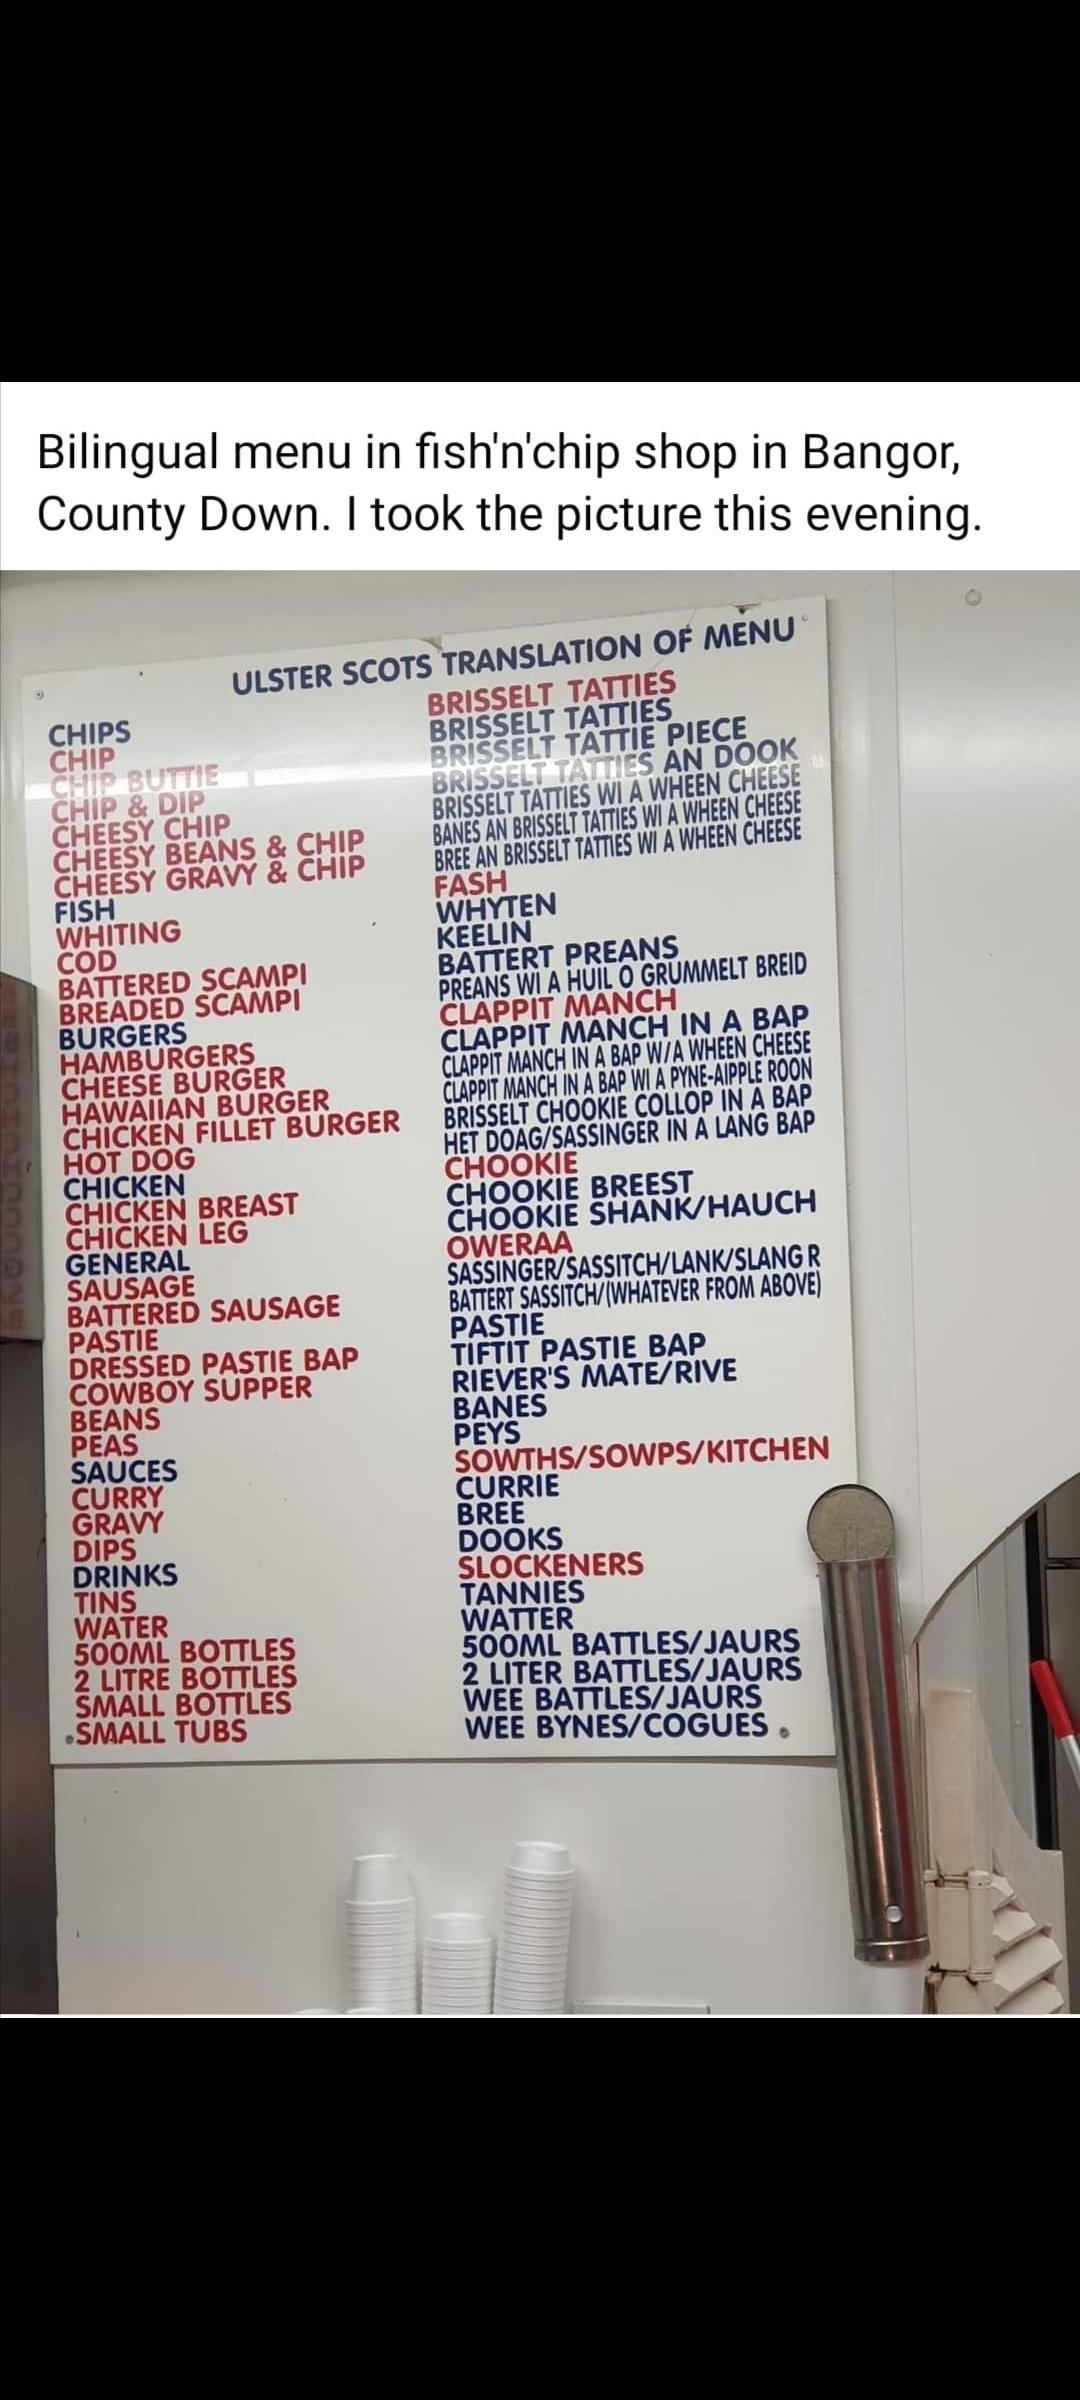 Bilingual menu in fish'n'chip shop in Bangor,
County Down. I took the picture this evening.
ULSTER SCOTS TRANSLATION OF MENU
CHIPS BRISSELT TATTIES
CHIP BRISSELT TATTIES
CHIP BUTTIE BRISSELT TATTIE PIECE
CHIP & DIP BRISSELT TATTIES AN DOOK
CHEESY CHIP BRISSELT TATTIES WI A WHEEN CHEESE
CHEESY BEANS & CHIP BANES AN BRISSELT TATTIES WI A WHEEN CHEESE
CHEESY GRAVY & CHIP BREE AN BRISSELT TATTIES WI A WHEEN CHEESE
FISH FASH
WHITING WHYTEN
COD KEELIN
BATTERED SCAMPI BATTERT PREANS
BREADED SCAMPI PREANS WI A HUIL O GRUMMELT BREID
BURGERS CLAPPIT MANCH
HAMBURGERS CLAPPIT MANCH IN A BAP
CHEESE BURGER CLAPPIT MANCH IN A BAP W/A WHEEN CHEESE
HAWAIIAN BURGER CLAPPIT MANCH IN A BAP WI A PYNE-AIPPLE ROON
CHICKEN FILLET BURGER BRISSELT CHOOKIE COLLOP IN A BAP
HOT DOG HET DOAG/SASSINGER IN A LANG BAP
CHICKEN CHOOKIE
CHICKEN BREAST CHOOKIE BREEST
CHICKEN LEG CHOOKIE SHANK/HAUCH
GENERAL OWERAA
SAUSAGE SASSINGER/SASSITCH/LANK/SLANG R
BATTERED SAUSAGE BATTERT SASSITCH/(WHATEVER FROM ABOVE)
PASTIE PASTIE
DRESSED PASTIE BAP TIFTIT PASTIE BAP
COWBOY SUPPER RIEVER'S MATE/RIVE
BEANS BANES
PEAS PEYS
SAUCES SOWTHS/SOWPS/KITCHEN
CURRY CURRIE
GRAVY BREE
DIPS DOOKS
DRINKS SLOCKENERS
TINS TANNIES
WATER WATTER
500ML BOTTLES 500ML BATTLES/JAURS
2 LITRE BOTTLES 2 LITER BATTLES/JAURS
SMALL BOTTLES WEE BATTLES/JAURS
SMALL TUBS WEE BYNES/COGUES